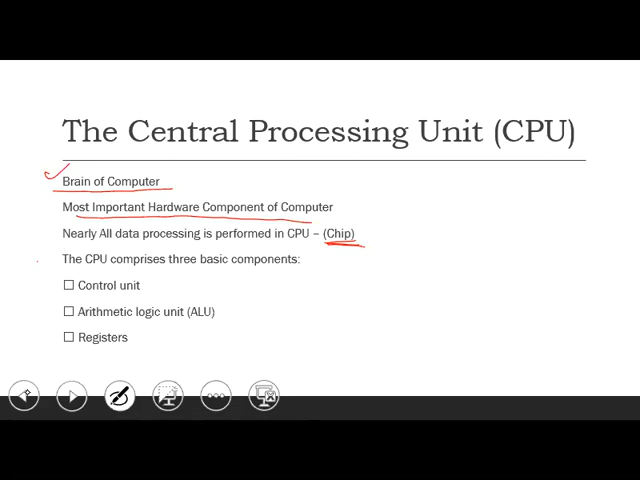 The Central Processing Unit (CPU)
Brain of Computer
Most Important Hardware Component of Computer
Nearly All data processing is performed in CPU – (Chip)
The CPU comprises three basic components:
☐ Control unit
☐ Arithmetic logic unit (ALU)
☐ Registers